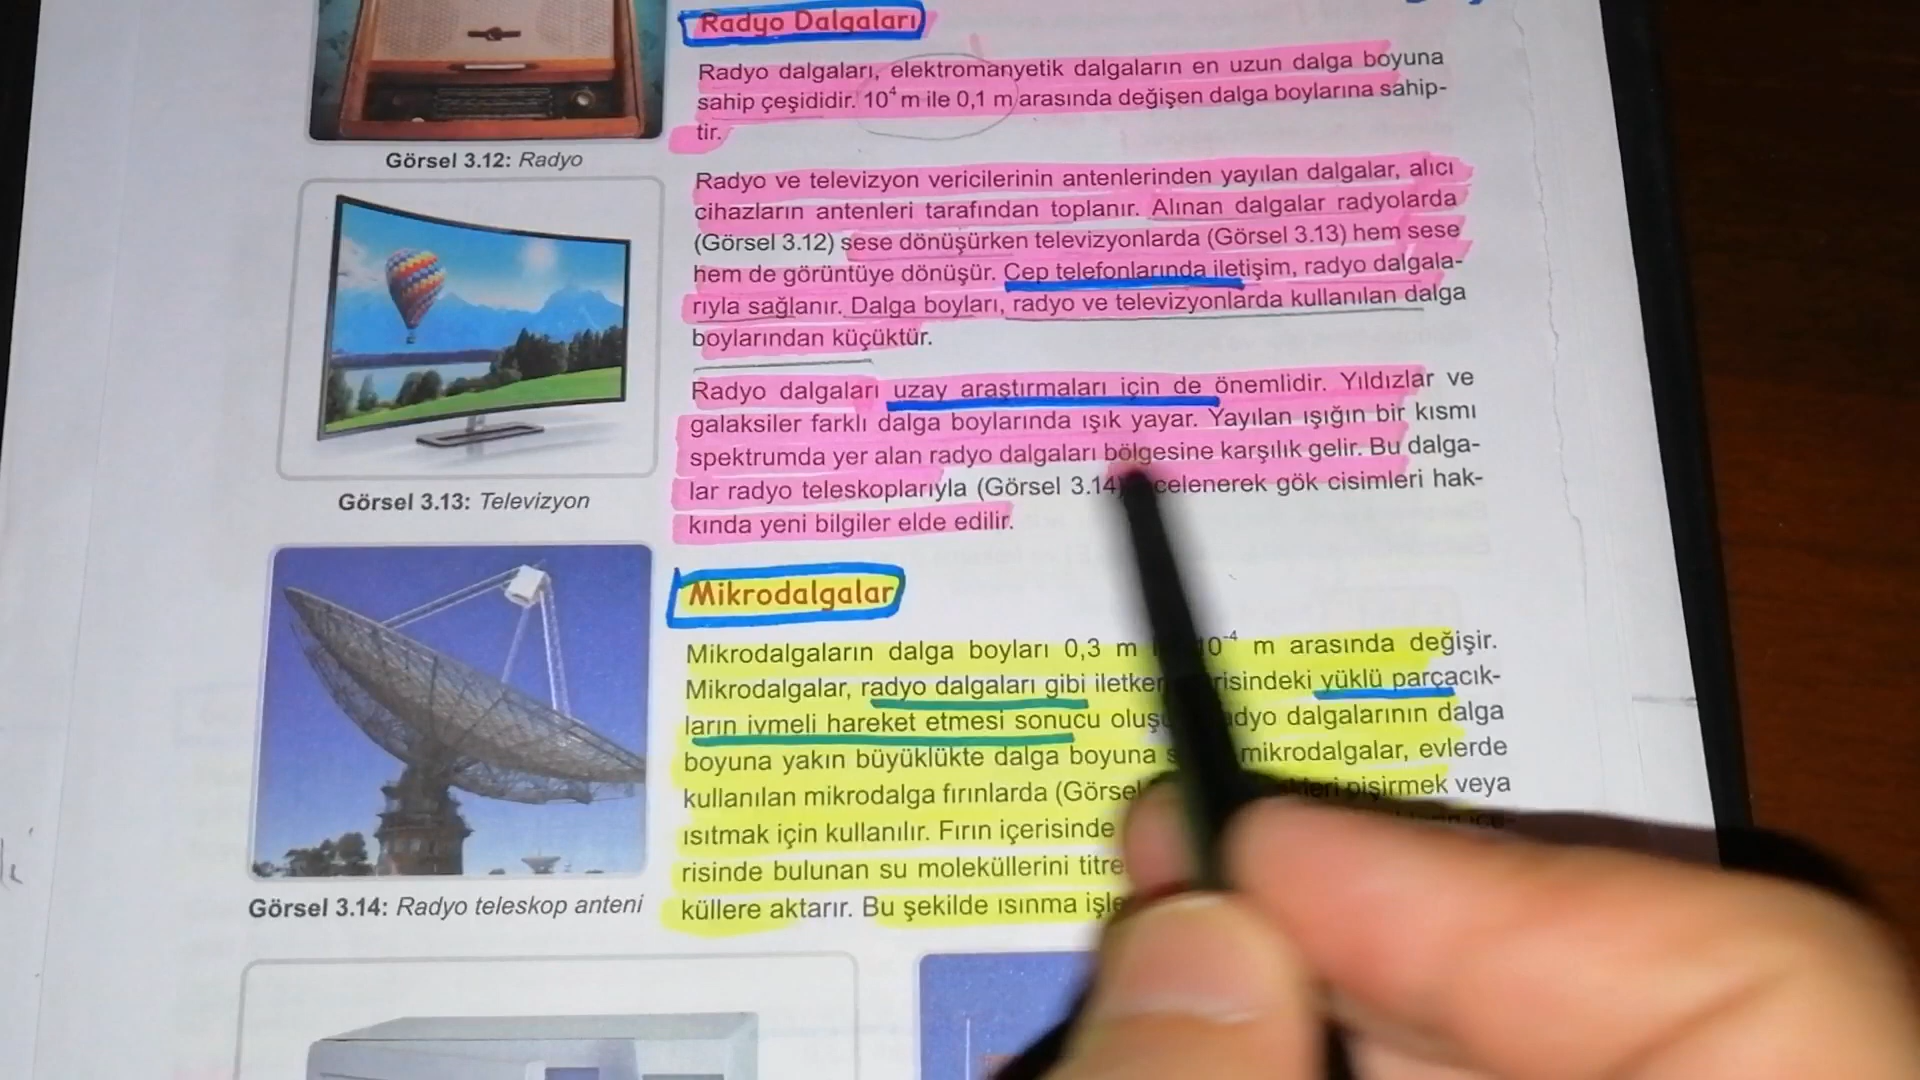 Radyo Dalgaları
Radyo dalgaları, elektromanyetik dalgaların en uzun dalga boyuna
sahip çeşididir. 10⁴ m ile 0,1 m arasında değişen dalga boylarına sahip-
tir.
Görsel 3.12: Radyo
Radyo ve televizyon vericilerinin antenlerinden yayılan dalgalar, alıcı
cihazların antenleri tarafından toplanır. Alınan dalgalar radyolarda
(Görsel 3.12) sese dönüşürken televizyonlarda (Görsel 3.13) hem sese
hem de görüntüye dönüşür. Cep telefonlarında iletişim, radyo dalgala-
rıyla sağlanır. Dalga boyları, radyo ve televizyonlarda kullanılan dalga
boylarından küçüktür.
Görsel 3.13: Televizyon
Radyo dalgaları uzay araştırmaları için de önemlidir. Yıldızlar ve
galaksiler farklı dalga boylarında ışık yayar. Yayılan ışığın bir kısmı
spektrumda yer alan radyo dalgaları bölgesine karşılık gelir. Bu dalga-
lar radyo teleskoplarıyla (Görsel 3.14) celenerek gök cisimleri hak-
kında yeni bilgiler elde edilir.
Görsel 3.14: Radyo teleskop anteni
Mikrodalgalar
Mikrodalgaların dalga boyları 0,3 m 10⁻⁴ m arasında değişir.
Mikrodalgalar, radyo dalgaları gibi iletken risindeki yüklü parçacık-
ların ivmeli hareket etmesi sonucu oluşu adyo dalgalarının dalga
boyuna yakın büyüklükte dalga boyuna mikrodalgalar, evlerde
kullanılan mikrodalga fırınlarda (Görsel pişirmek veya
ısıtmak için kullanılır. Fırın içerisinde
risinde bulunan su moleküllerini titre
küllere aktarır. Bu şekilde ısınma işle